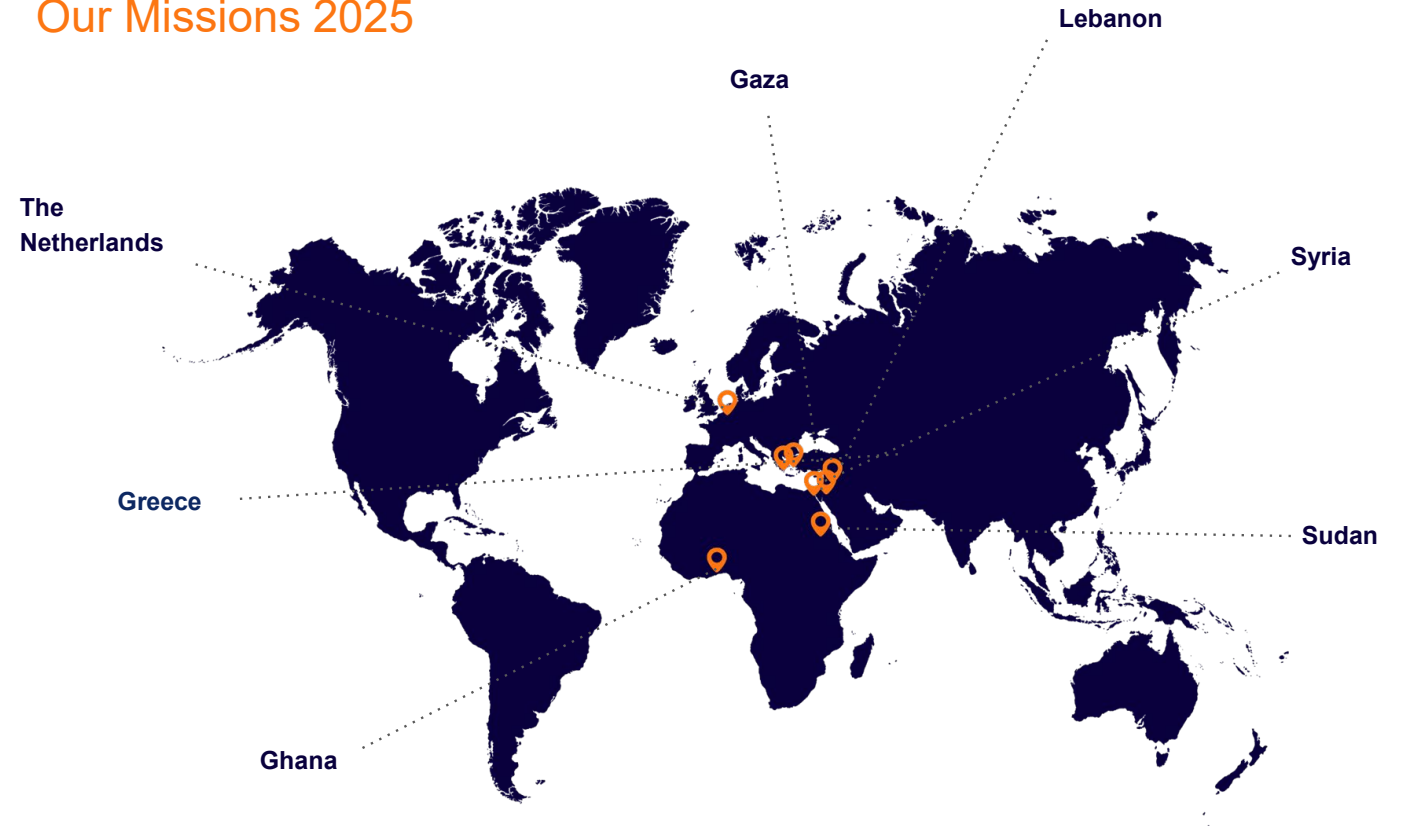 Our Missions 2025
Lebanon
Gaza
The
Netherlands
Syria
Greece
Sudan
Ghana